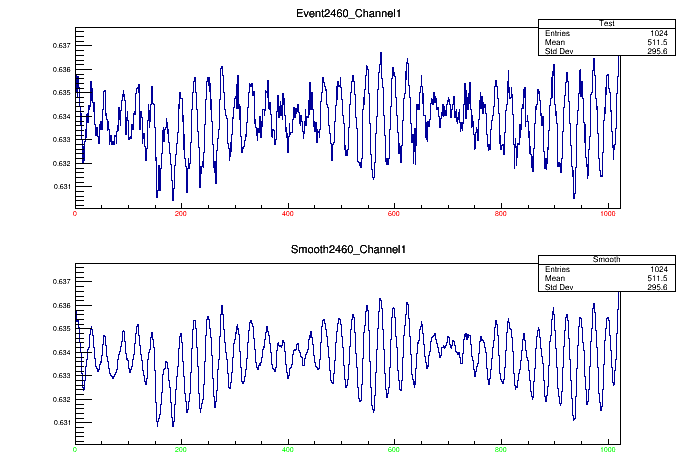 Event2460_Channel1
Test
Entries 1024
Mean 511.5
Std Dev 295.6
0.637
0.636
0.635
0.634
0.633
0.632
0.631
0 200 400 600 800 1000
Smooth2460_Channel1
Smooth
Entries 1024
Mean 511.5
Std Dev 295.6
0.637
0.636
0.635
0.634
0.633
0.632
0.631
0 200 400 600 800 1000